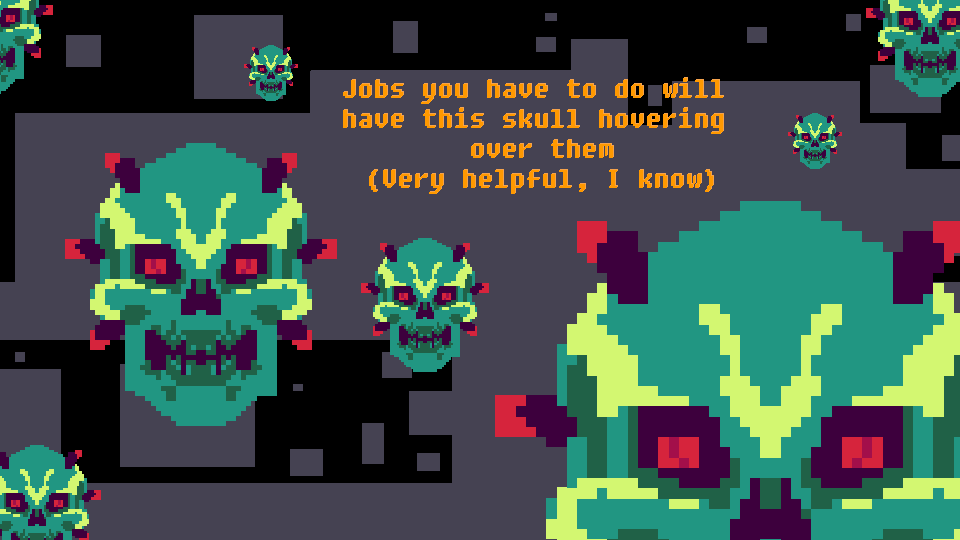 Jobs you have to do will
have this skull hovering
over them
(Very helpful, I know)